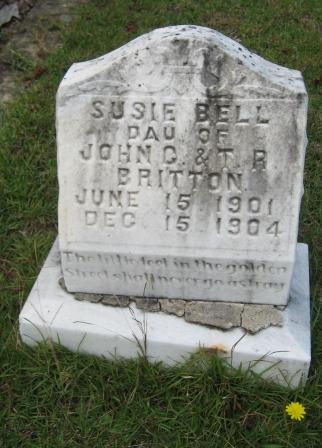 SUSIE BELL
DAU OF
JOHN C. & T. R
BRITTON
JUNE 15 1901
DEC 15 1904
The little feet in the golden
Street shall never go astray